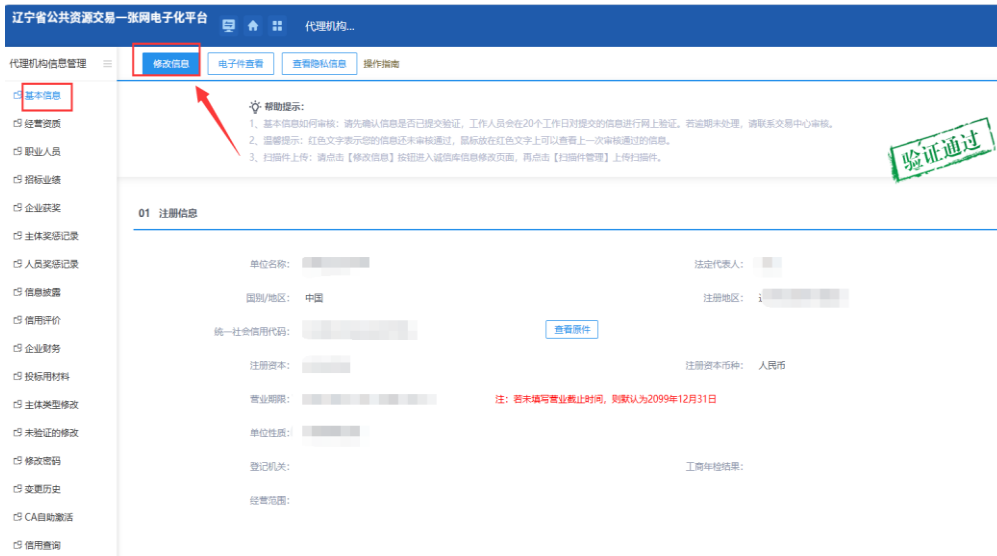 辽宁省公共资源交易一张网电子化平台
代理机构...
代理机构信息管理
修改信息 电子件查看 查看隐私信息 操作指南
基本信息
经营资质
职业人员
招标业绩
企业获奖
主体奖惩记录
人员奖惩记录
信息披露
信用评价
企业财务
投标用材料
主体类型修改
未验证的修改
修改密码
变更历史
CA自助激活
信用查询
帮助提示：
1、基本信息如何审核：请先确认信息是否已提交验证，工作人员会在20个工作日对提交的信息进行网上验证。若逾期未处理，请联系交易中心审核。
2、温馨提示：红色文字表示您的信息还未审核通过，鼠标放在红色文字上可以查看上一次审核通过的信息。
3、扫描件上传：请点击【修改信息】按钮进入诚信库信息修改页面，再点击【扫描件管理】上传扫描件。
验证通过
01 注册信息
单位名称： 法定代表人：
国别/地区： 中国 注册地区：
统一社会信用代码： 查看原件
注册资本： 注册资本币种： 人民币
营业期限： 注：若未填写营业截止时间，则默认为2099年12月31日
单位性质：
登记机关： 工商年检结果：
经营范围：